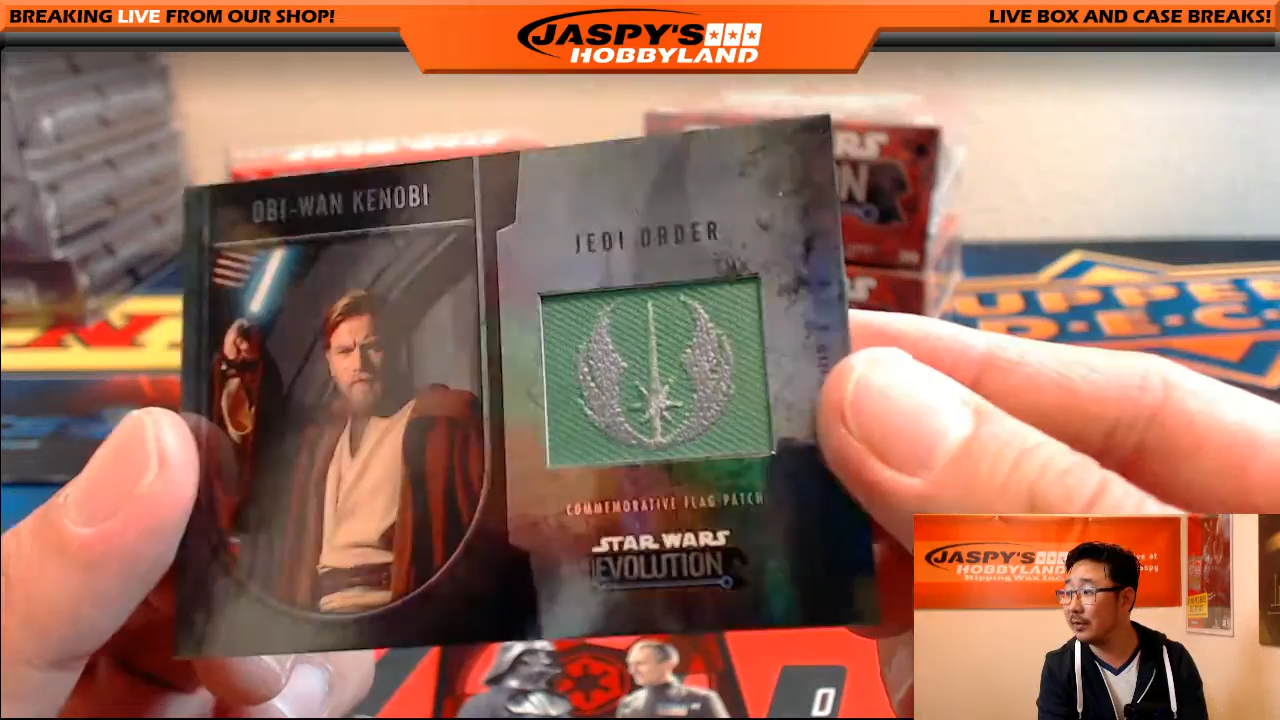 BREAKING LIVE FROM OUR SHOP!
JASPY'S
HOBBYLAND
LIVE BOX AND CASE BREAKS!
OBI-WAN KENOBI
JEDI ORDER
COMMEMORATIVE FLAG PATCH
STAR WARS
EVOLUTION
UPPER
D·E·C
JASPY'S
HOBBYLAND
Ripping Wax Inc.